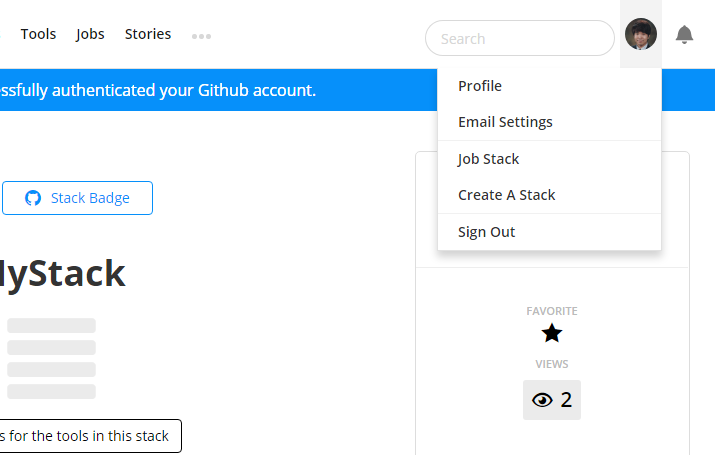 Tools Jobs Stories
Search
ssfully authenticated your Github account.
Profile
Email Settings
Job Stack
Create A Stack
Sign Out
Stack Badge
MyStack
FAVORITE
VIEWS
2
s for the tools in this stack